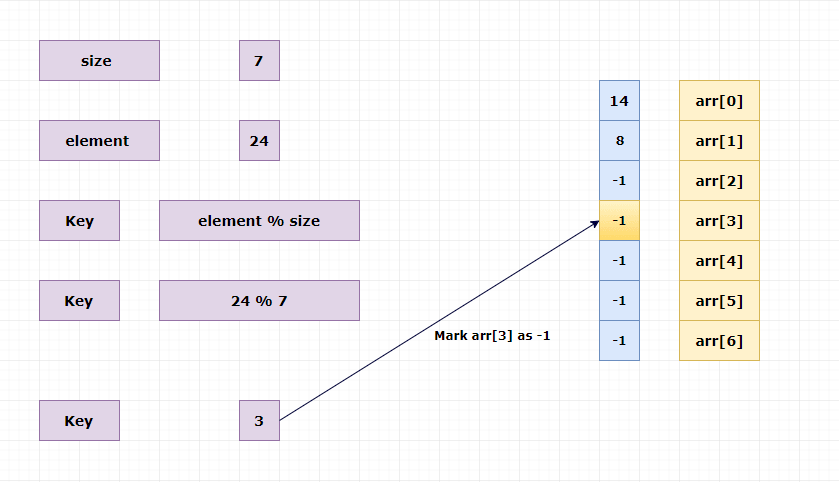 size 7
14 arr[0]
element 24
8 arr[1]
-1 arr[2]
Key element % size
-1 arr[3]
-1 arr[4]
Key 24 % 7
-1 arr[5]
Mark arr[3] as -1
-1 arr[6]
Key 3